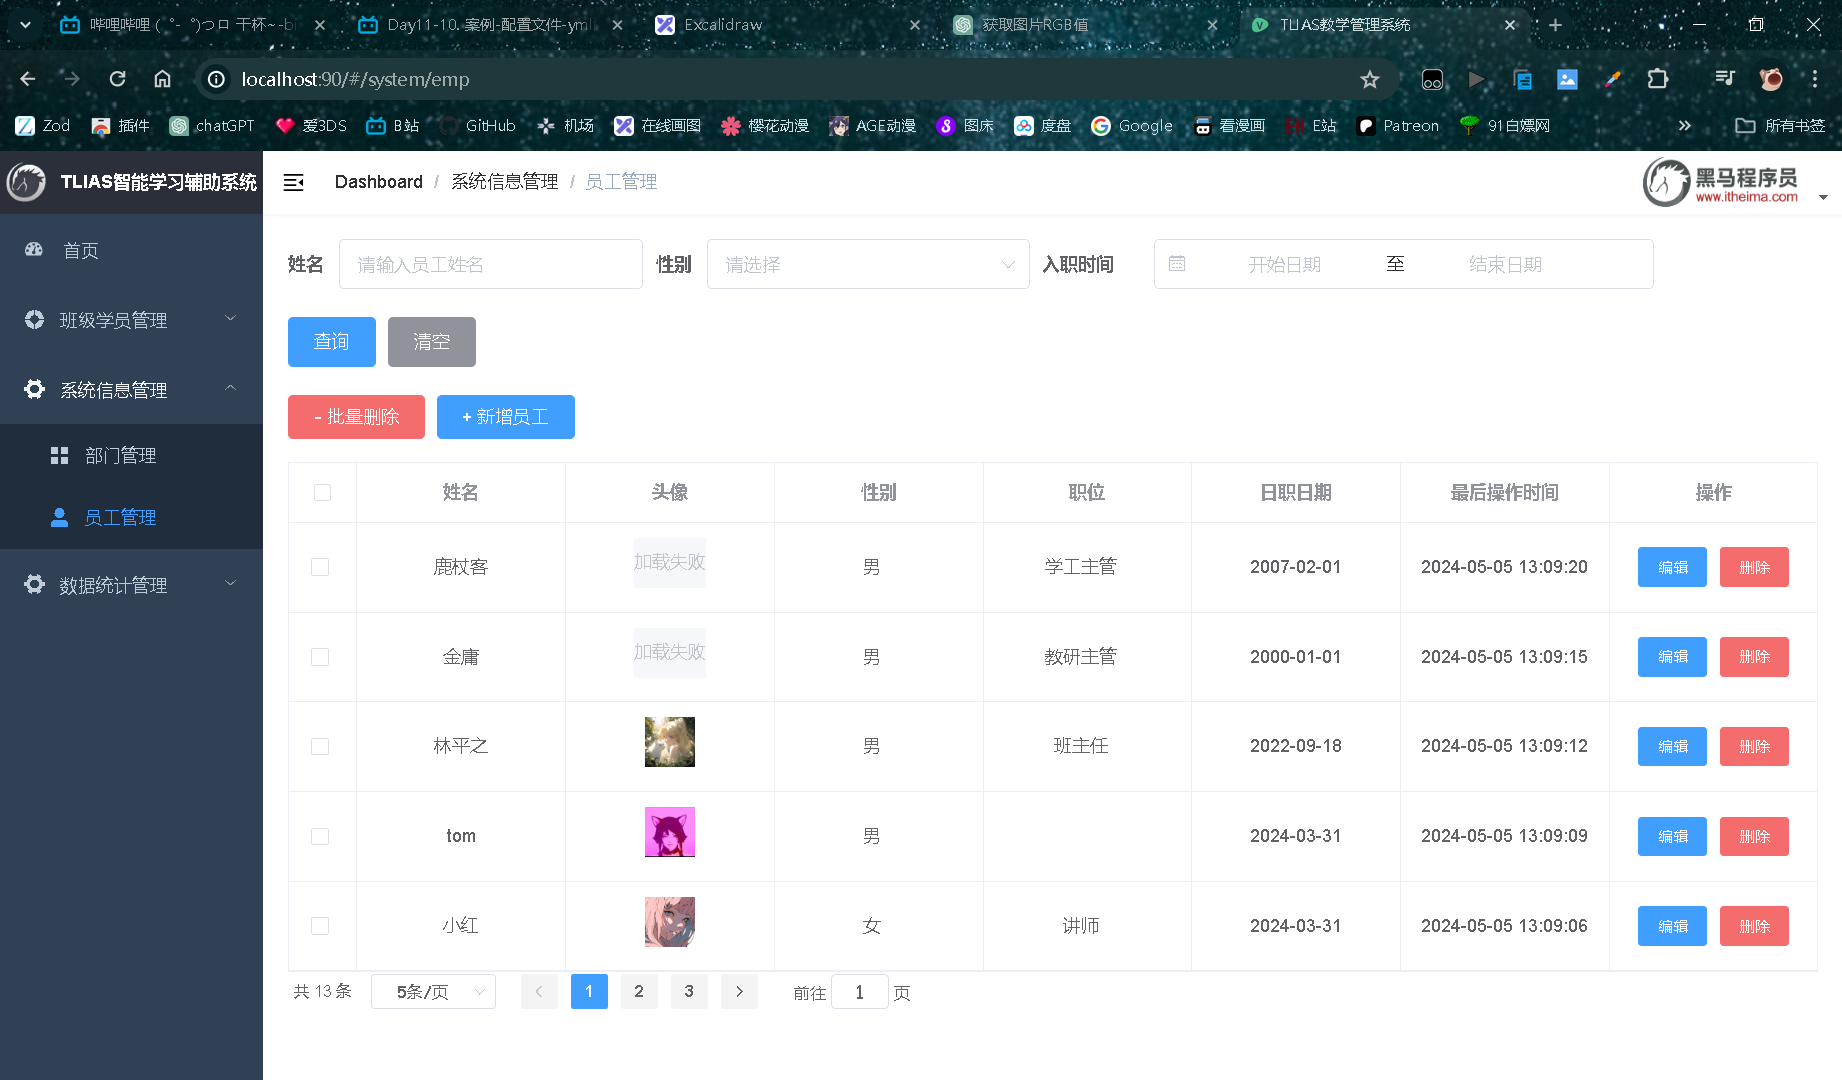 哔哩哔哩 (゜-゜)つロ 干杯~-bi
Day11-10. 案例-配置文件-yml
Excalidraw
获取图片RGB值
TLIAS教学管理系统
localhost:90/#/system/emp
Zod
插件
chatGPT
爱3DS
B站
GitHub
机场
在线画图
樱花动漫
AGE动漫
图床
度盘
Google
看漫画
E站
Patreon
91白嫖网
所有书签
TLIAS智能学习辅助系统
Dashboard / 系统信息管理 / 员工管理
黑马程序员
www.itheima.com
首页
班级学员管理
系统信息管理
部门管理
员工管理
数据统计管理
姓名 请输入员工姓名 性别 请选择 入职时间 开始日期 至 结束日期
查询 清空
- 批量删除 + 新增员工
姓名 头像 性别 职位 日职日期 最后操作时间 操作
鹿杖客 加载失败 男 学工主管 2007-02-01 2024-05-05 13:09:20 编辑 删除
金庸 加载失败 男 教研主管 2000-01-01 2024-05-05 13:09:15 编辑 删除
林平之 男 班主任 2022-09-18 2024-05-05 13:09:12 编辑 删除
tom 男 2024-03-31 2024-05-05 13:09:09 编辑 删除
小红 女 讲师 2024-03-31 2024-05-05 13:09:06 编辑 删除
共 13 条 5条/页 1 2 3 前往 1 页